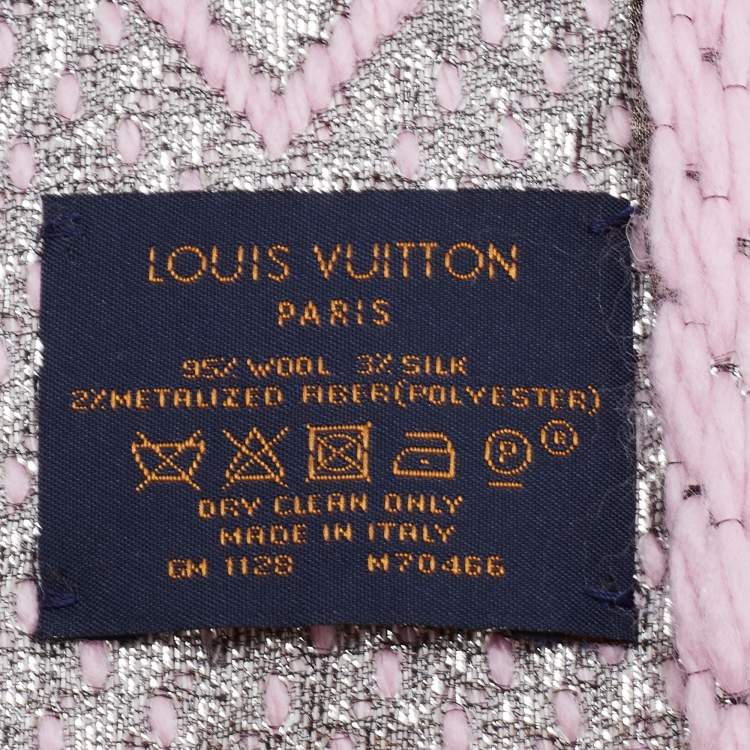 LOUIS VUITTON
PARIS
95% WOOL 3% SILK
2%METALIZED FIBER(POLYESTER)
P ®
DRY CLEAN ONLY
MADE IN ITALY
GM 1128 M70466